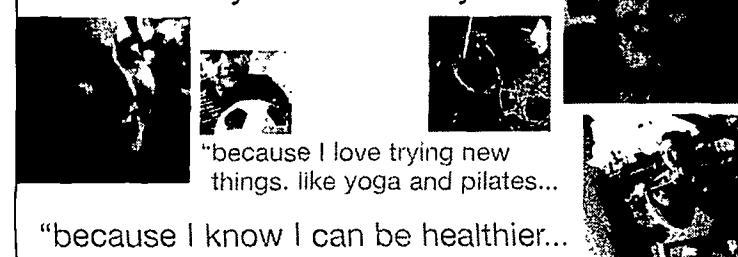 "because I love trying new
things. like yoga and pilates...
"because I know I can be healthier...